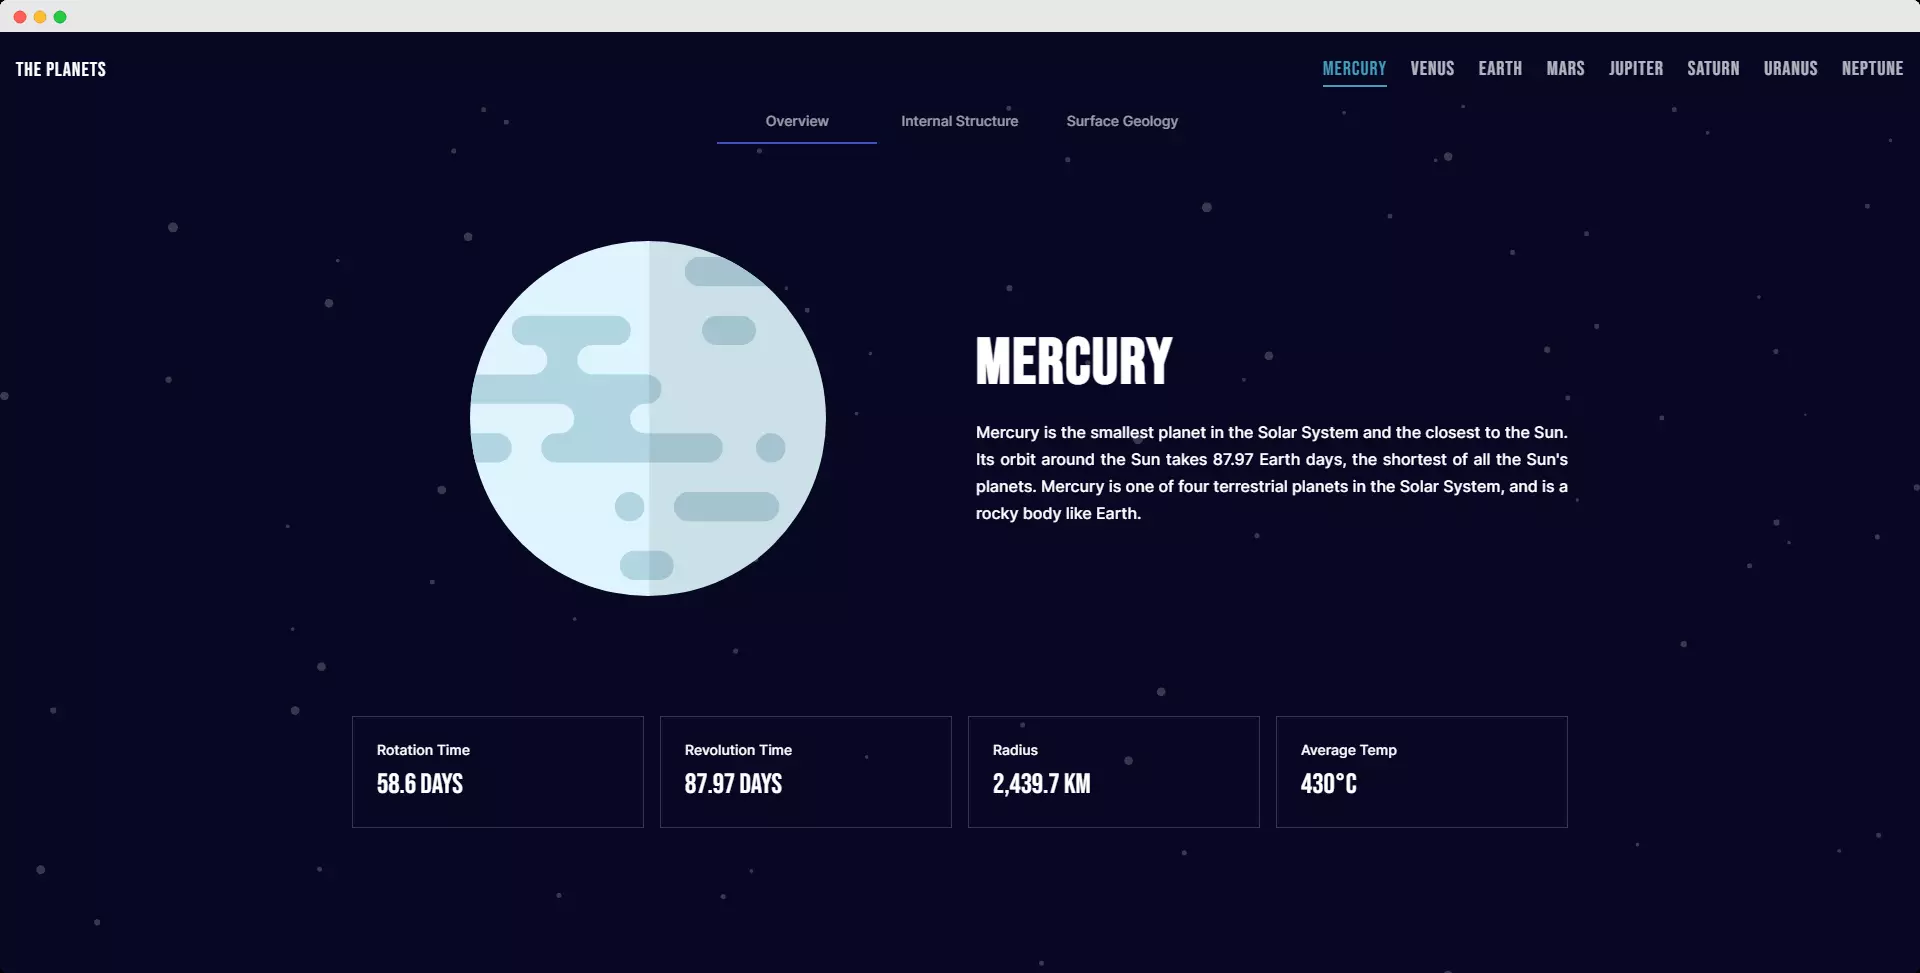 THE PLANETS
MERCURY VENUS EARTH MARS JUPITER SATURN URANUS NEPTUNE
Overview Internal Structure Surface Geology
MERCURY
Mercury is the smallest planet in the Solar System and the closest to the Sun.
Its orbit around the Sun takes 87.97 Earth days, the shortest of all the Sun's
planets. Mercury is one of four terrestrial planets in the Solar System, and is a
rocky body like Earth.
Rotation Time
58.6 DAYS
Revolution Time
87.97 DAYS
Radius
2,439.7 KM
Average Temp
430°C